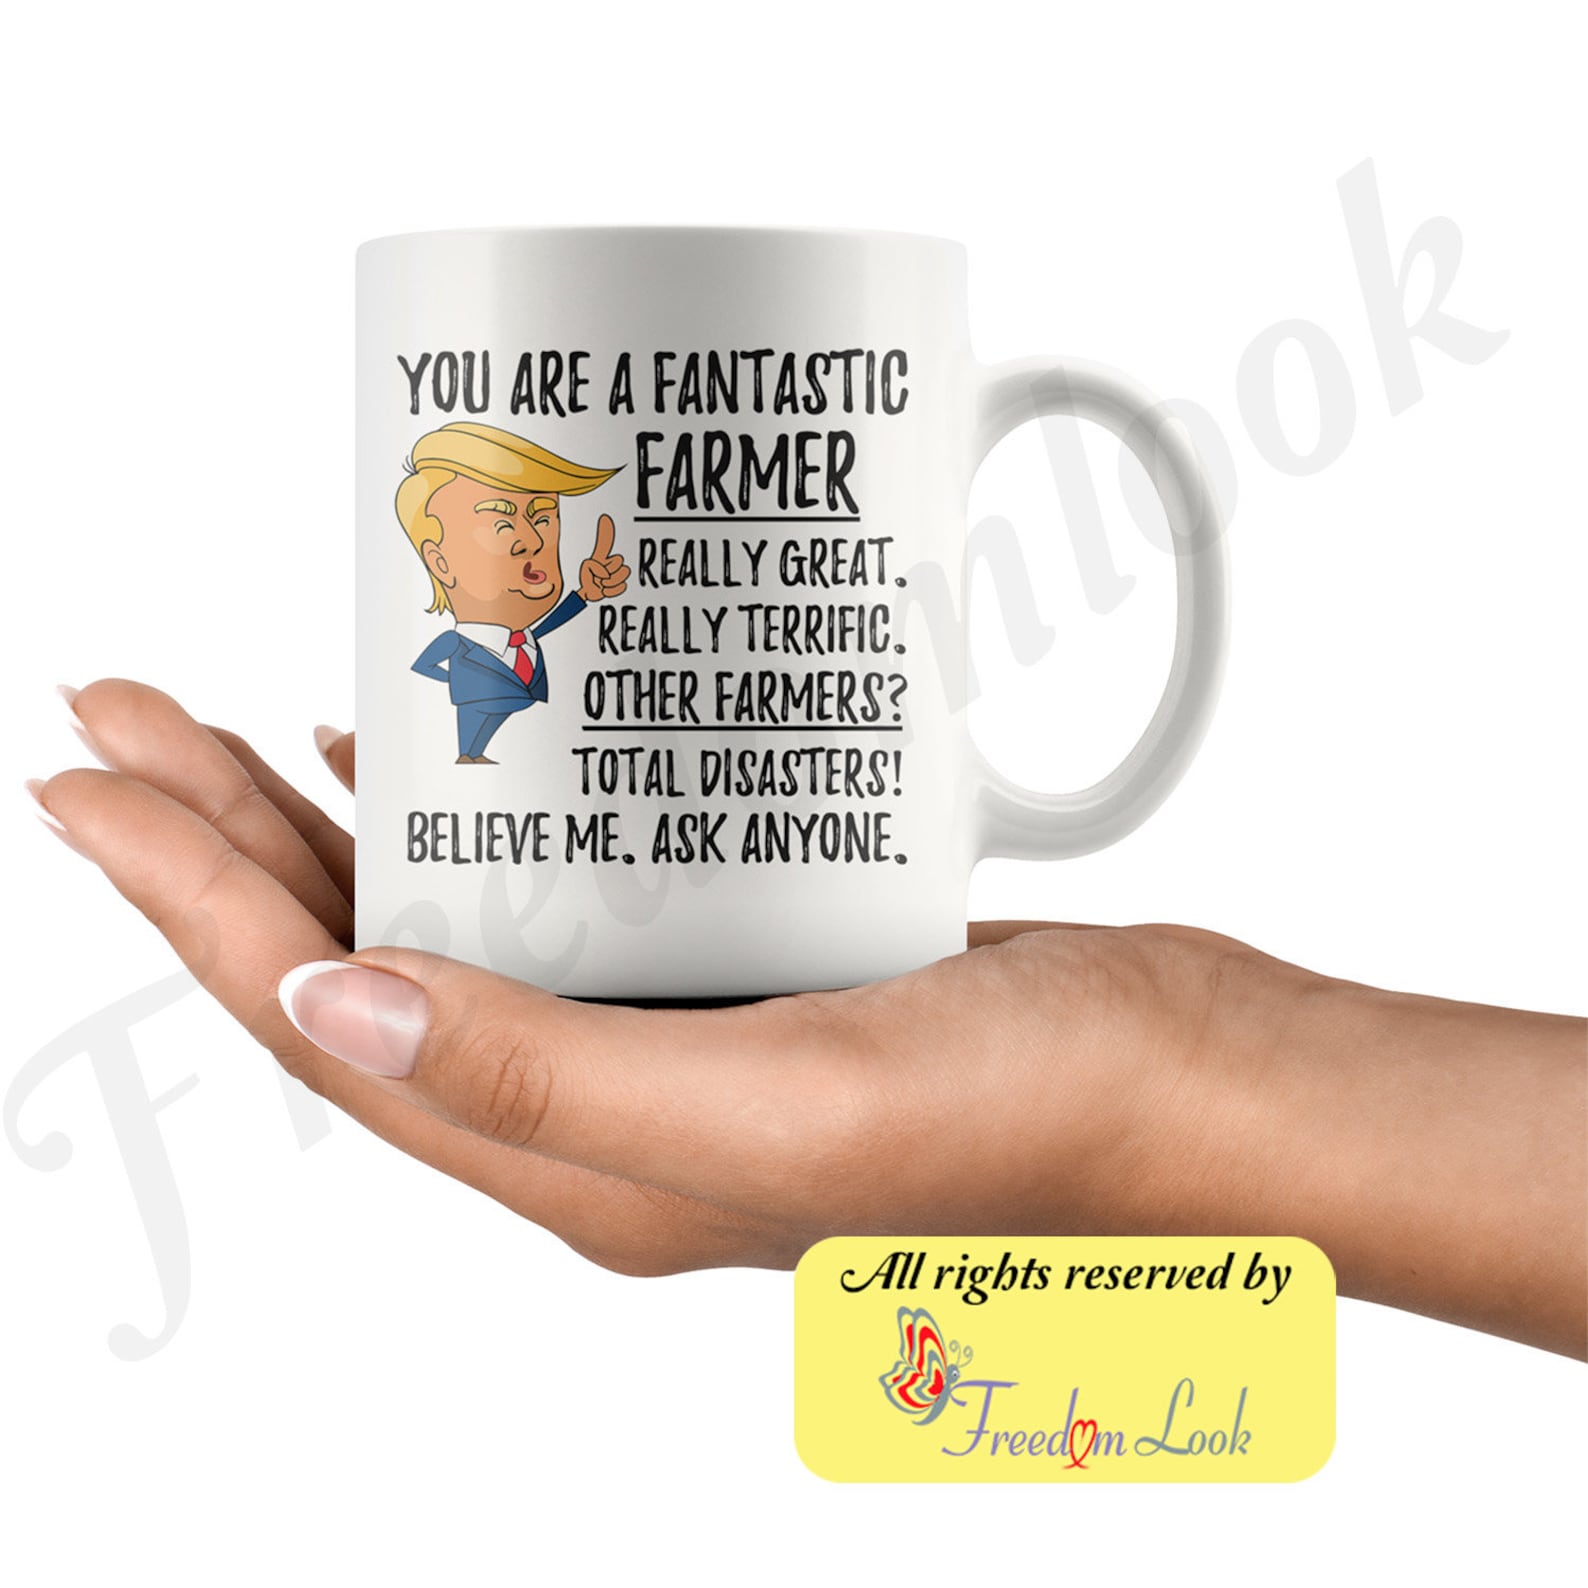 YOU ARE A FANTASTIC
FARMER
REALLY GREAT.
REALLY TERRIFIC.
OTHER FARMERS?
TOTAL DISASTERS!
BELIEVE ME. ASK ANYONE.
Freedomlook
All rights reserved by
Freedom Look